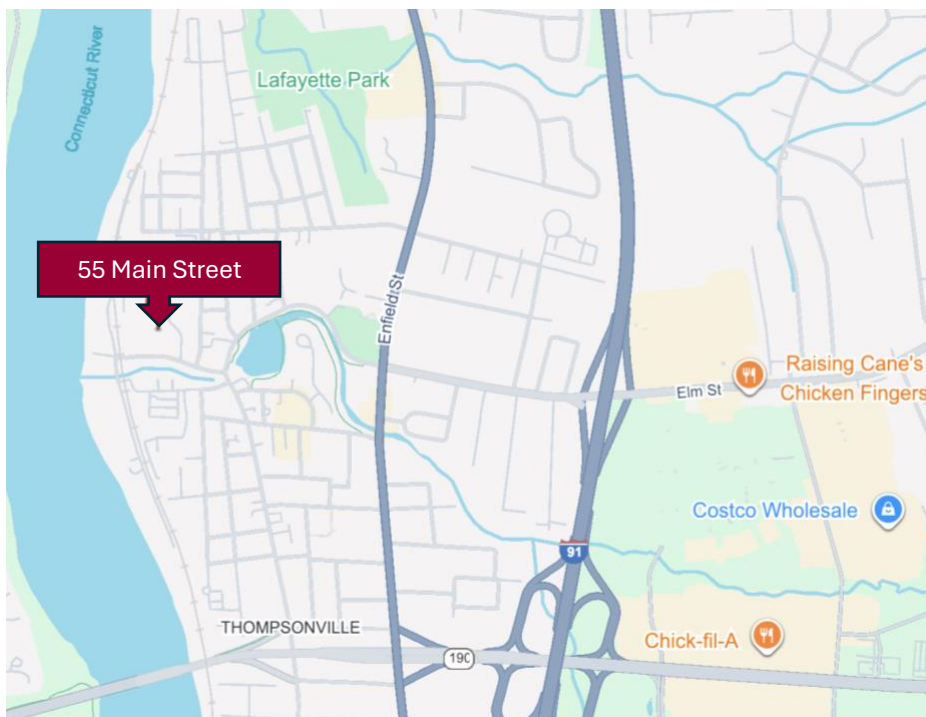 Connecticut River
Lafayette Park
55 Main Street
Enfield St
Raising Cane's
Chicken Fingers
Elm St
Costco Wholesale
91
THOMPSONVILLE
Chick-fil-A
190